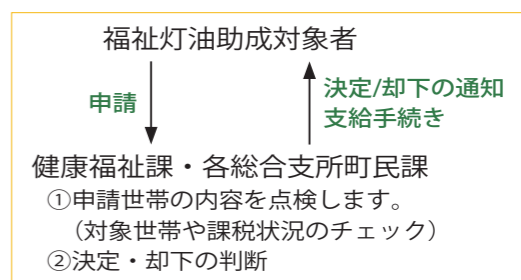 福祉灯油助成対象者
申請
決定/却下の通知
支給手続き
健康福祉課・各総合支所町民課
①申請世帯の内容を点検します。
（対象世帯や課税状況のチェック）
②決定・却下の判断